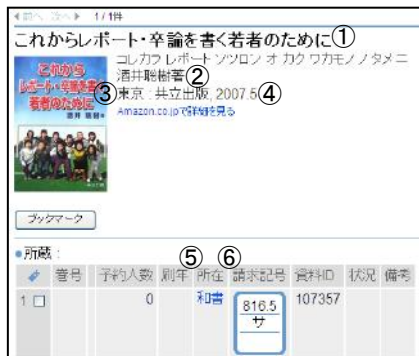 ◀前へ 次へ▶ 1 / 1件
これからレポート・卒論を書く若者のために①
コレカラ レポート ソツロン オ カク ワカモノ ノ タメニ
酒井聡樹著②
③東京 : 共立出版, 2007.5④
Amazon.co.jpで詳細を見る
これから
レポート・卒論を書く
若者のために
酒井 聡樹 著
ブックマーク
所蔵 :
⑤ ⑥
巻号 予約人数 刷年 所在 請求記号 資料ID 状況 備考
1 0 和書 816.5 107357
サ